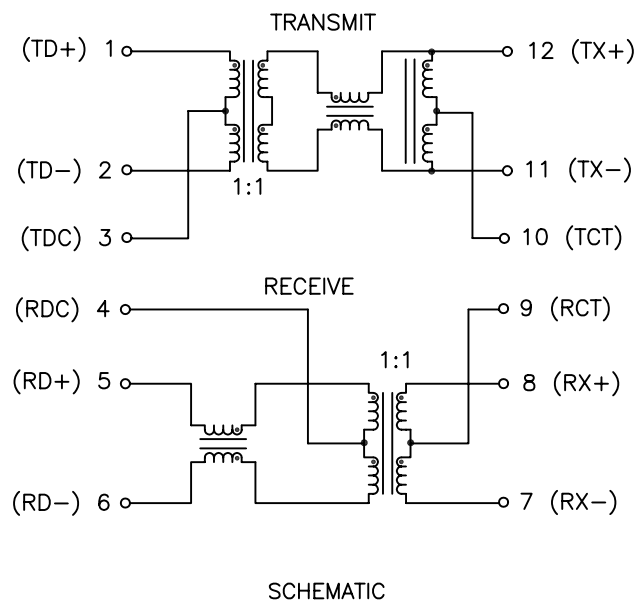 TRANSMIT
(TD+) 1
12 (TX+)
(TD−) 2
1:1
11 (TX−)
(TDC) 3
10 (TCT)
RECEIVE
(RDC) 4
9 (RCT)
1:1
(RD+) 5
8 (RX+)
(RD−) 6
7 (RX−)
SCHEMATIC